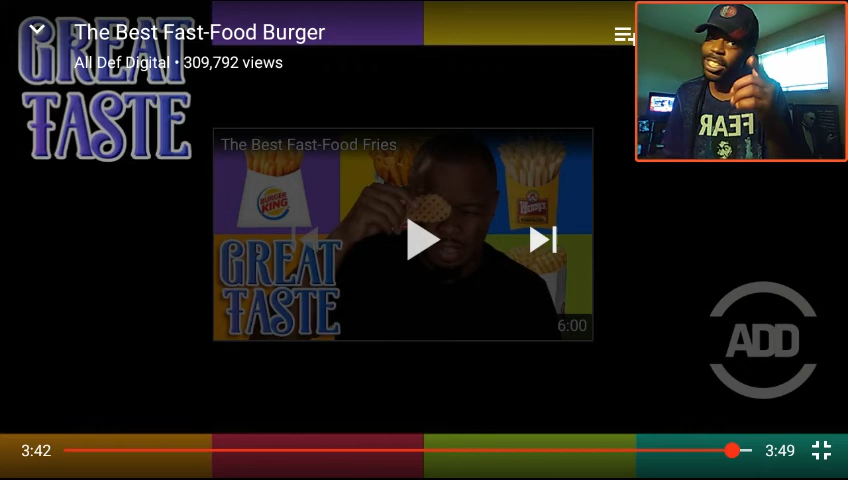 GREAT
TASTE
The Best Fast-Food Burger
All Def Digital • 309,792 views
The Best Fast-Food Fries
BURGER
KING
Wendy's
GREAT
TASTE
6:00
FEAR
ADD
3:42
3:49